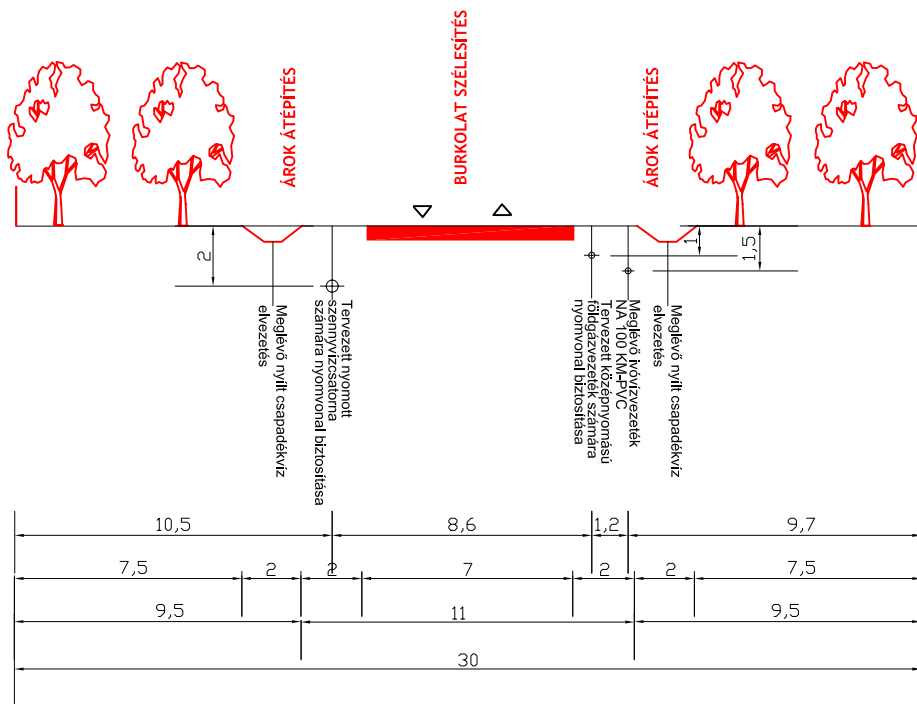 ÁROK ÁTÉPÍTÉS
BURKOLAT SZÉLESÍTÉS
ÁROK ÁTÉPÍTÉS
2
1
1,5
Meglévő nyílt csapadékvíz
elvezetés
Tervezett nyomott
szennyvízcsatorna
számára nyomvonal biztosítása
Meglévő ivóvízvezeték
NA 100 KM-PVC
Tervezett középnyomású
földgázvezeték számára
nyomvonal biztosítása
Meglévő nyílt csapadékvíz
elvezetés
10,5 8,6 1,2 9,7
7,5 2 2 7 2 2 7,5
9,5 11 9,5
30